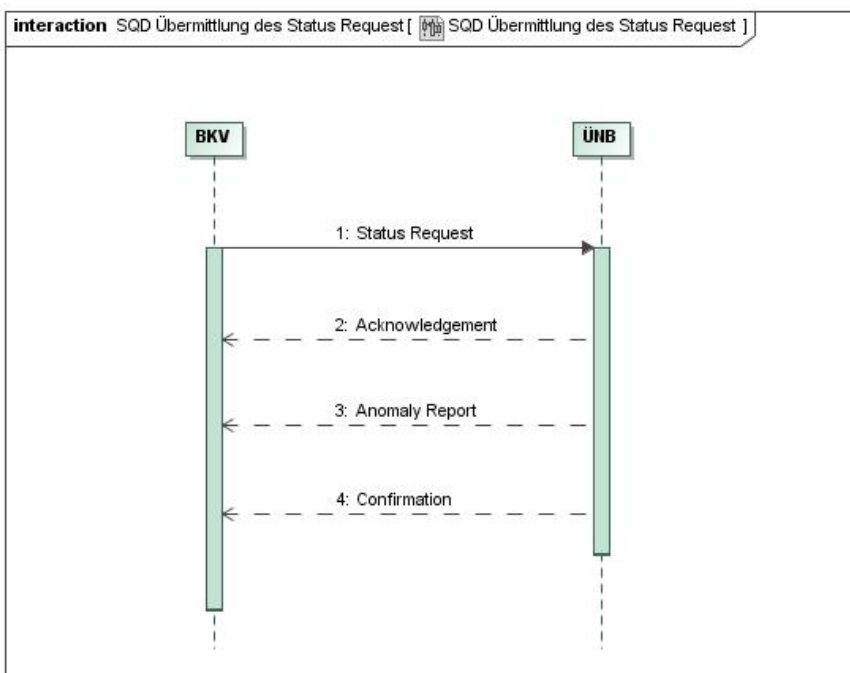 interaction SQD Übermittlung des Status Request [ SQD Übermittlung des Status Request ]
BKV
ÜNB
1: Status Request
2: Acknowledgement
3: Anomaly Report
4: Confirmation